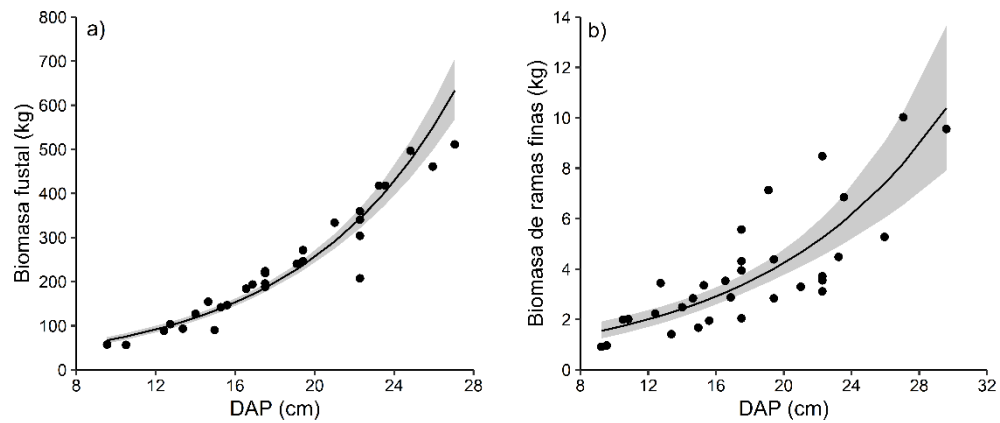 a)
Biomasa fustal (kg)
800
700
600
500
400
300
200
100
0
8 12 16 20 24 28
DAP (cm)
b)
Biomasa de ramas finas (kg)
14
12
10
8
6
4
2
0
8 12 16 20 24 28 32
DAP (cm)